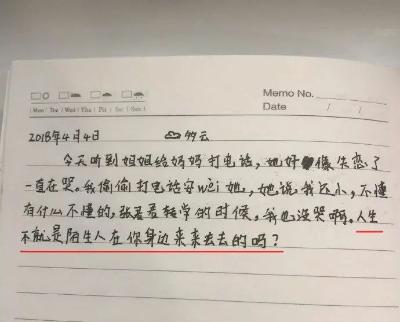 Memo No.
Mon Tue Wed Thu Fri Sat Sun
Date / /
2018年4月4日 多云
今天听到姐姐给妈妈打电话，她好像失恋了
一直在哭。我偷偷打电话安wèi她，她说我还小，不懂
有什么不懂的，张若若转学的时候，我也没哭啊。人生
不就是陌生人在你身边来来去去的吗？